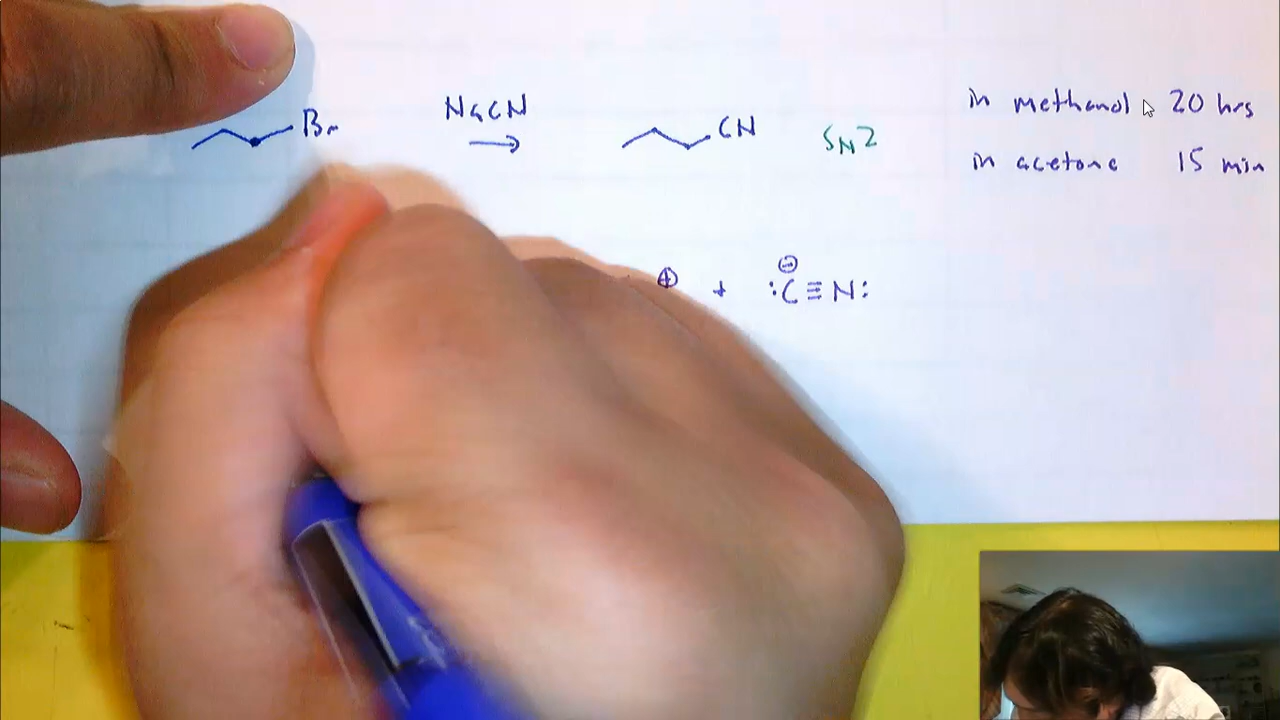 Br NaCN → CN SN2 in methanol 20 hrs
in acetone 15 min
⊕ + ⊖ :C≡N: